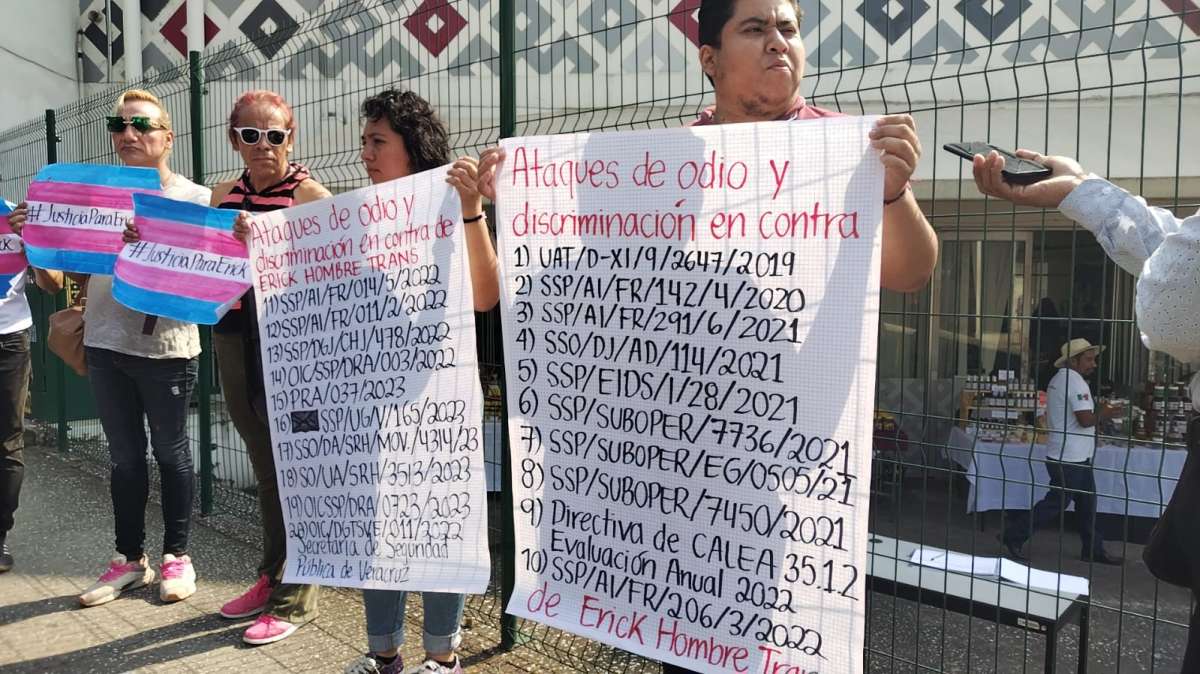 #JusticiaPara
#JusticiaParaErick
Ataques de odio y
discriminación en contra de
ERICK HOMBRE TRANS
11) SSP/AI/FR/014/5/2022
12) SSP/AI/FR/011/2/2022
13) SSP/DGJ/CHJ/478/2022
14) OIC/SSP/DRA/003/2022
15) PRA/037/2023
16) SSP/UGN/165/2023
17) SSO/DA/SRH/MOV./4314/23
18) SO/UA/SRH/3513/2023
19) OIC/SSP/DRA/0723/2023
20) OIC/DGTSVE/011/2022
Secretaría de Seguridad
Pública de Veracruz
Ataques de odio y
discriminación en contra
1) UAT/D-XI/9/2647/2019
2) SSP/AI/FR/142/4/2020
3) SSP/AI/FR/291/6/2021
4) SSO/DJ/AD/114/2021
5) SSP/EIDS/I/28/2021
6) SSP/SUBOPER/7736/2021
7) SSP/SUBOPER/EG/0505/21
8) SSP/SUBOPER/7450/2021
9) Directiva de CALEA 35.1.2
Evaluación Anual 2022
10) SSP/AI/FR/206/3/2022
de Erick Hombre Trans